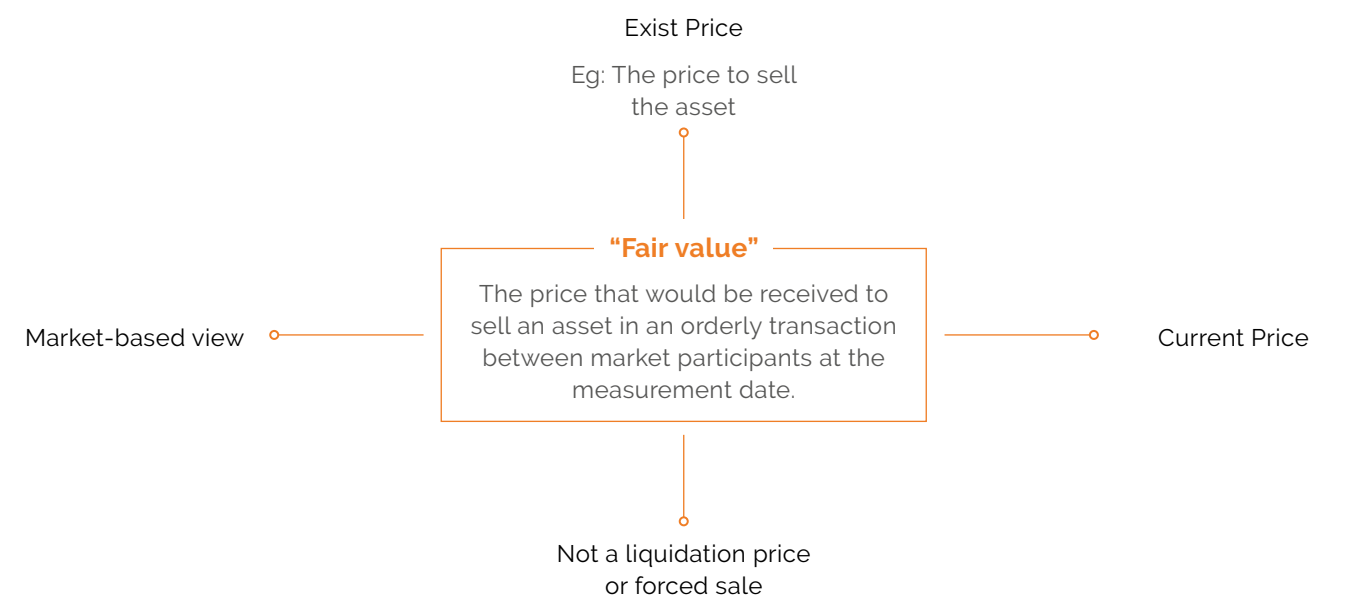 Exist Price
Eg: The price to sell
the asset
“Fair value”
The price that would be received to
sell an asset in an orderly transaction
between market participants at the
measurement date.
Market-based view
Current Price
Not a liquidation price
or forced sale